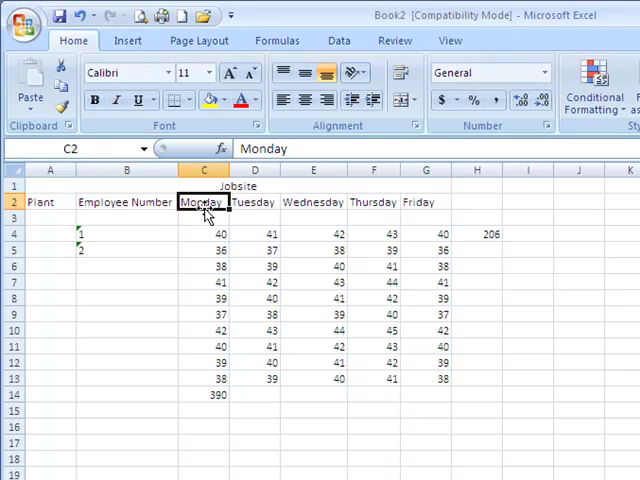 Book2 [Compatibility Mode] - Microsoft Excel
Home Insert Page Layout Formulas Data Review View
Paste Calibri 11 A A General Conditional Formatting
B I U A $ % , .00 .0
Clipboard Font Alignment Number St
C2 fx Monday
A B C D E F G H I J K
1 Jobsite
2 Plant Employee Number Monday Tuesday Wednesday Thursday Friday
3
4 1 40 41 42 43 40 206
5 2 36 37 38 39 36
6 38 39 40 41 38
7 41 42 43 44 41
8 39 40 41 42 39
9 37 38 39 40 37
10 42 43 44 45 42
11 40 41 42 43 40
12 39 40 41 42 39
13 38 39 40 41 38
14 390
15
16
17
18
19